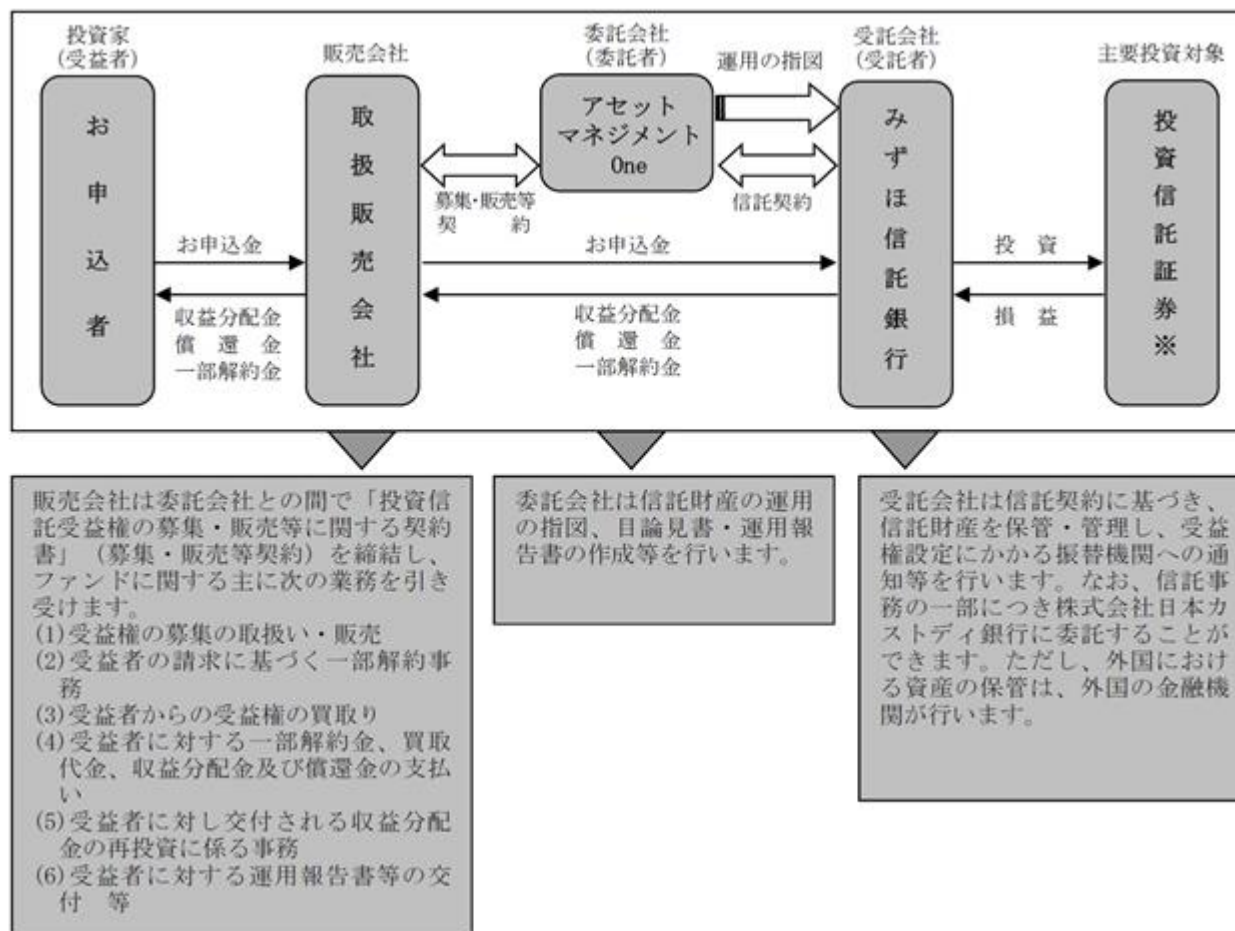 投資家
(受益者)
お申込者
販売会社
取扱販売会社
委託会社
(委託者)
アセット
マネジメント
One
運用の指図
受託会社
(受託者)
みずほ信託銀行
主要投資対象
投資信託証券※
募集・販売等
契　　約
信託契約
お申込金
収益分配金
償　還　金
一部解約金
お申込金
収益分配金
償　還　金
一部解約金
投　資
損　益
販売会社は委託会社との間で「投資信
託受益権の募集・販売等に関する契約
書」（募集・販売等契約）を締結し、
ファンドに関する主に次の業務を引き
受けます。
(1)受益権の募集の取扱い・販売
(2)受益者の請求に基づく一部解約事
務
(3)受益者からの受益権の買取り
(4)受益者に対する一部解約金、買取
代金、収益分配金及び償還金の支払
い
(5)受益者に対し交付される収益分配
金の再投資に係る事務
(6)受益者に対する運用報告書等の交
付　等
委託会社は信託財産の運用
の指図、目論見書・運用報
告書の作成等を行います。
受託会社は信託契約に基づき、
信託財産を保管・管理し、受益
権設定にかかる振替機関への通
知等を行います。なお、信託事
務の一部につき株式会社日本カ
ストディ銀行に委託することが
できます。ただし、外国におけ
る資産の保管は、外国の金融機
関が行います。